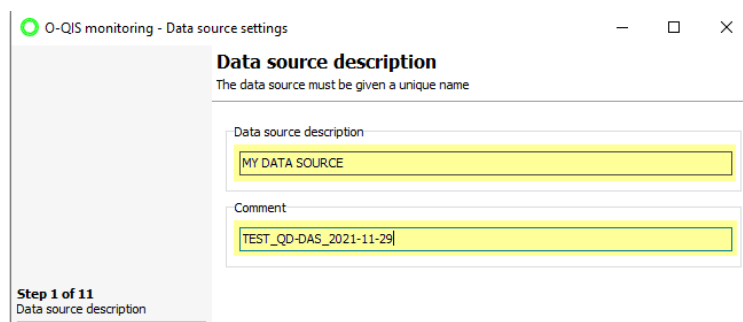 O-QIS monitoring - Data source settings
Data source description
The data source must be given a unique name
Data source description
MY DATA SOURCE
Comment
TEST_QD-DAS_2021-11-29
Step 1 of 11
Data source description